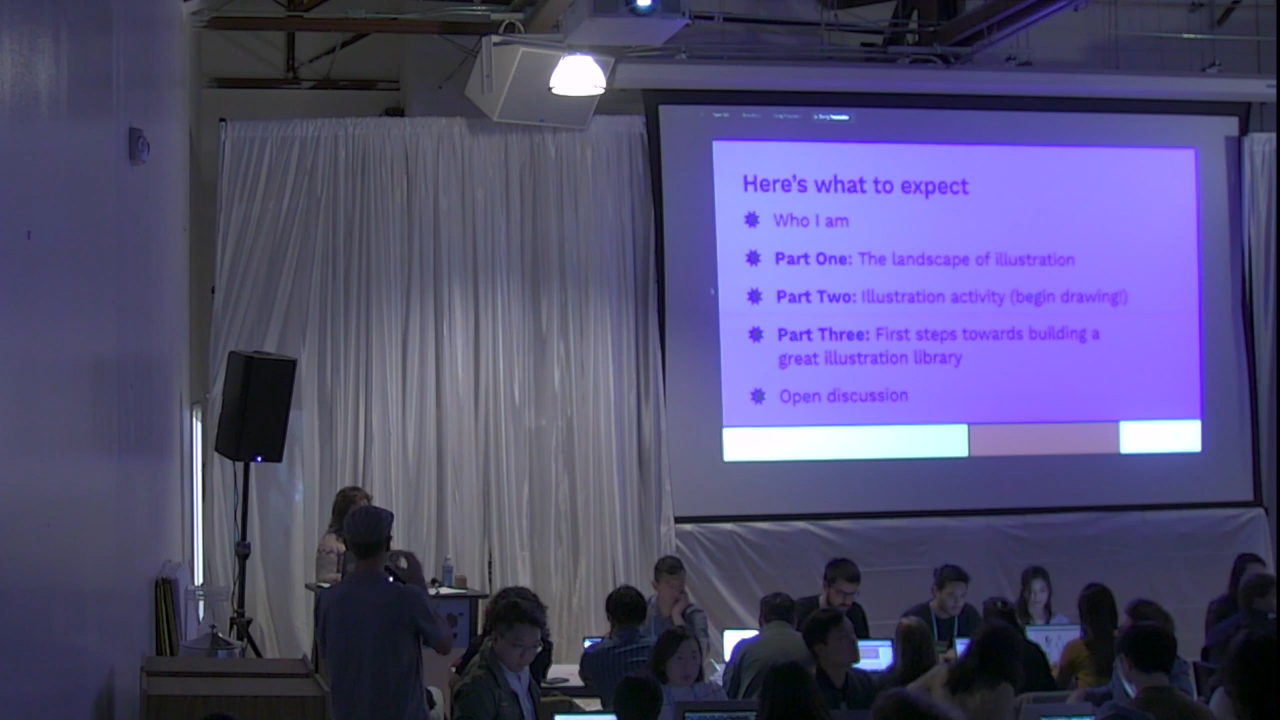 Here's what to expect
Who I am
Part One: The landscape of illustration
Part Two: Illustration activity (begin drawing!)
Part Three: First steps towards building a
great illustration library
Open discussion